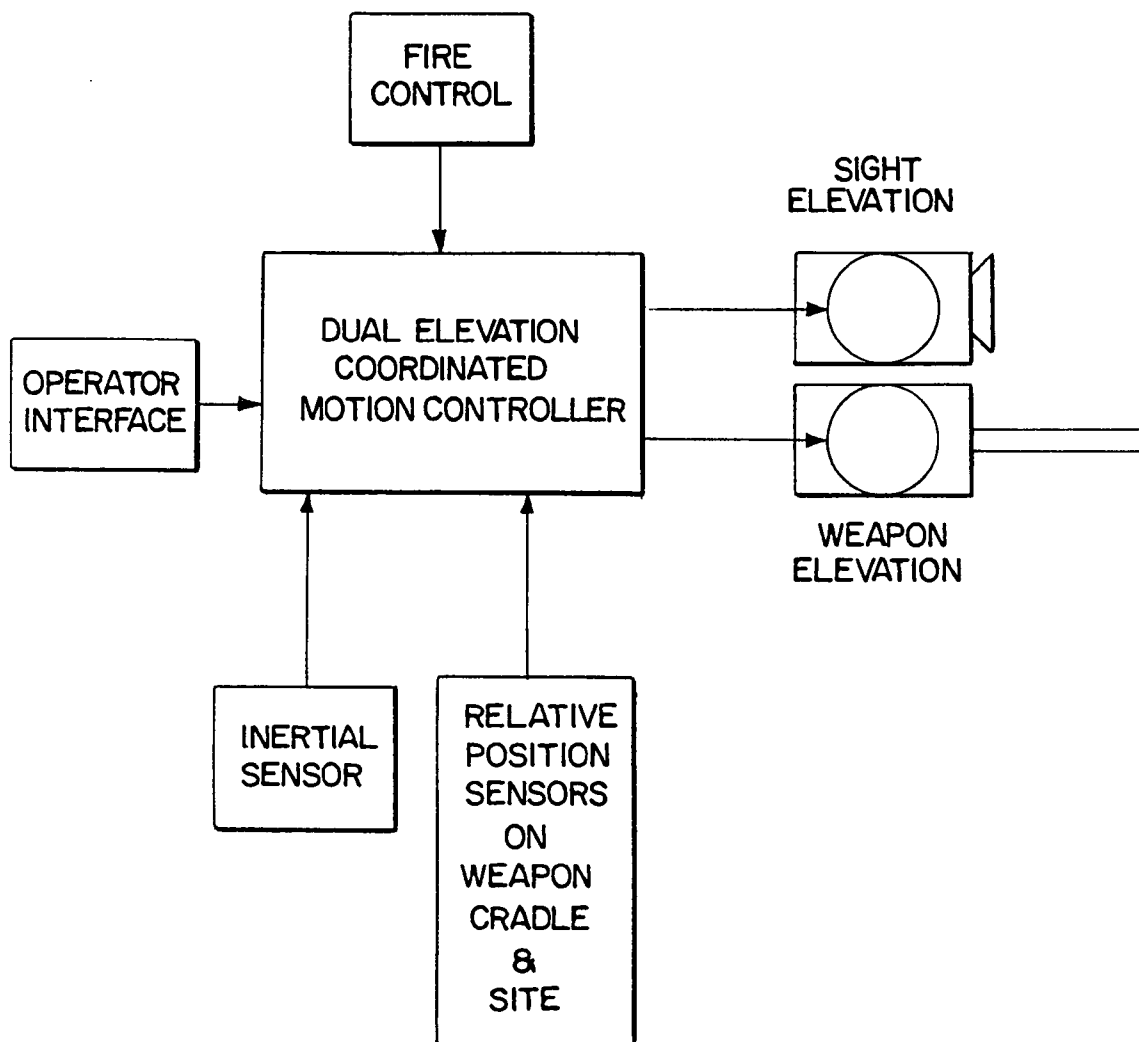 FIRE
CONTROL
SIGHT
ELEVATION
DUAL ELEVATION
COORDINATED
MOTION CONTROLLER
OPERATOR
INTERFACE
WEAPON
ELEVATION
INERTIAL
SENSOR
RELATIVE
POSITION
SENSORS
ON
WEAPON
CRADLE
&
SITE